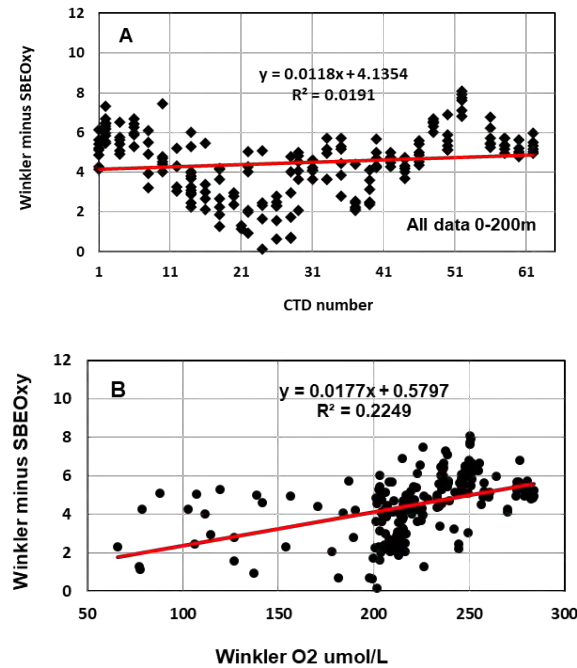 12
A
10
y = 0.0118x + 4.1354
R² = 0.0191
8
6
4
2
All data 0-200m
0
1 11 21 31 41 51 61
Winkler minus SBEOxy
CTD number
12
B
y = 0.0177x + 0.5797
10
R² = 0.2249
8
6
4
2
0
50 100 150 200 250 300
Winkler minus SBEOxy
Winkler O2 umol/L